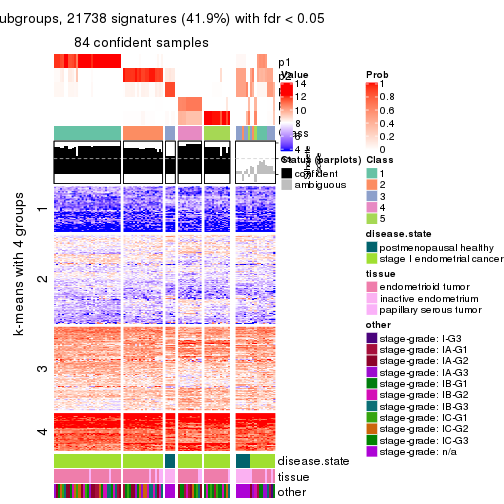 ubgroups, 21738 signatures (41.9%) with fdr < 0.05
84 confident samples
p1
Value
14
12
10
8
6
4
Prob
1
0.8
0.6
0.4
0.2
0
Status (barplots)
confident
ambiguous
Class
1
2
3
4
5
disease.state
postmenopausal healthy
stage I endometrial cancer
tissue
endometrioid tumor
inactive endometrium
papillary serous tumor
other
stage-grade: I-G3
stage-grade: IA-G1
stage-grade: IA-G2
stage-grade: IA-G3
stage-grade: IB-G1
stage-grade: IB-G2
stage-grade: IB-G3
stage-grade: IC-G1
stage-grade: IC-G2
stage-grade: IC-G3
stage-grade: n/a
k-means with 4 groups
1
2
3
4
disease.state
tissue
other